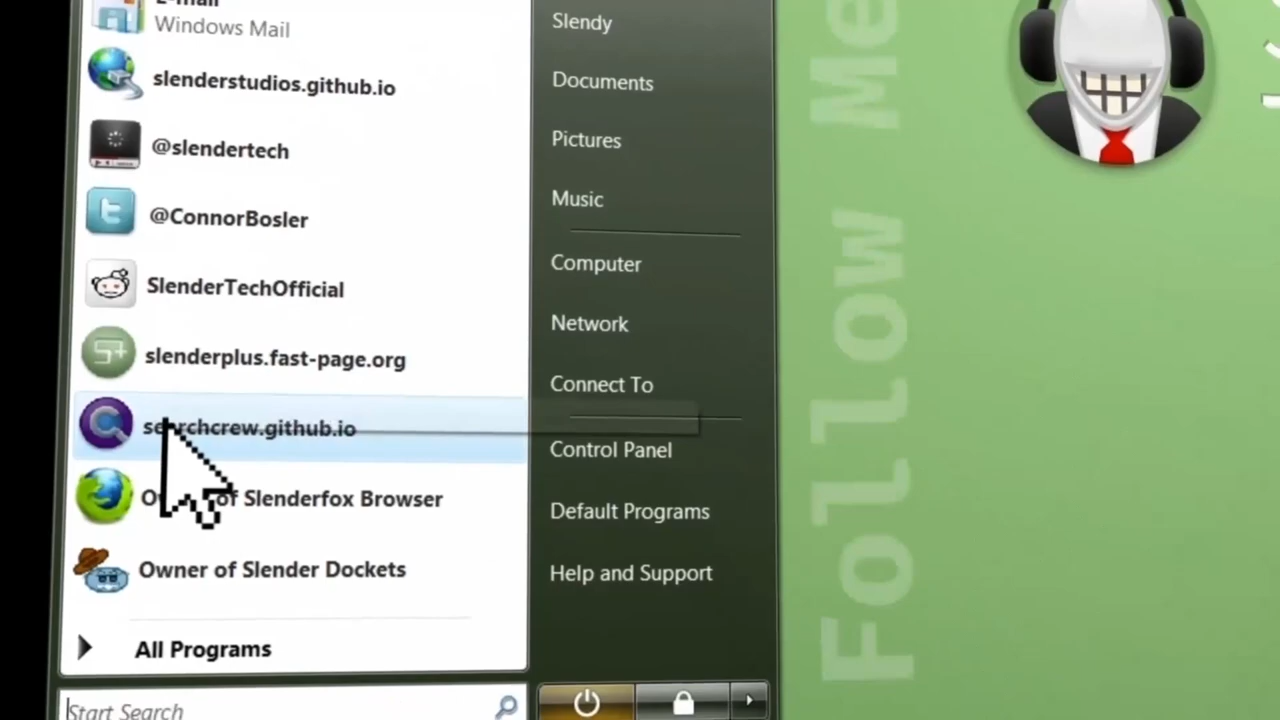 E-mail
Windows Mail
slenderstudios.github.io
@slendertech
@ConnorBosler
SlenderTechOfficial
slenderplus.fast-page.org
searchcrew.github.io
of Slenderfox Browser
Owner of Slender Dockets
All Programs
Start Search
Slendy
Documents
Pictures
Music
Computer
Network
Connect To
Control Panel
Default Programs
Help and Support
Follow Me